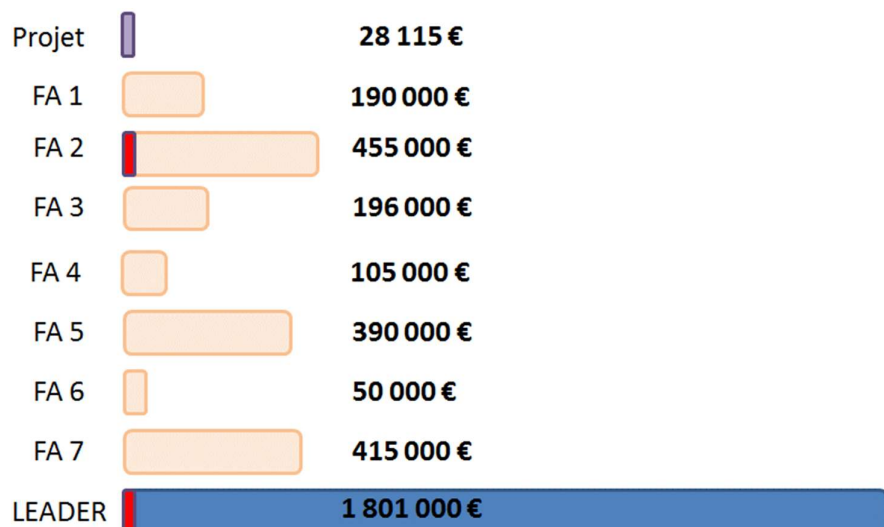 Projet 28 115 €
FA 1 190 000 €
FA 2 455 000 €
FA 3 196 000 €
FA 4 105 000 €
FA 5 390 000 €
FA 6 50 000 €
FA 7 415 000 €
LEADER 1 801 000 €